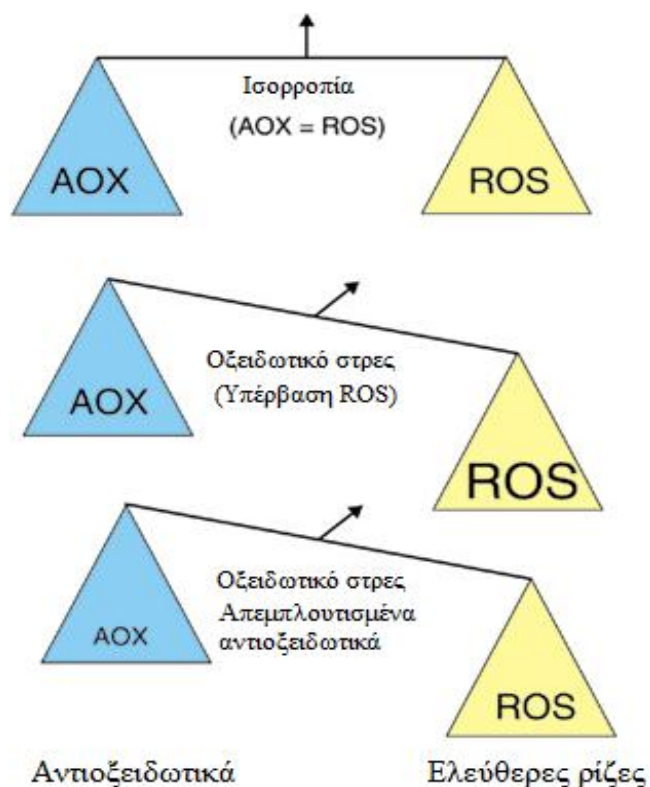 Ισορροπία
(AOX = ROS)
AOX
ROS
Οξειδωτικό στρες
(Υπέρβαση ROS)
AOX
ROS
Οξειδωτικό στρες
Απεμπλουτισμένα
αντιοξειδωτικά
AOX
ROS
Αντιοξειδωτικά
Ελεύθερες ρίζες